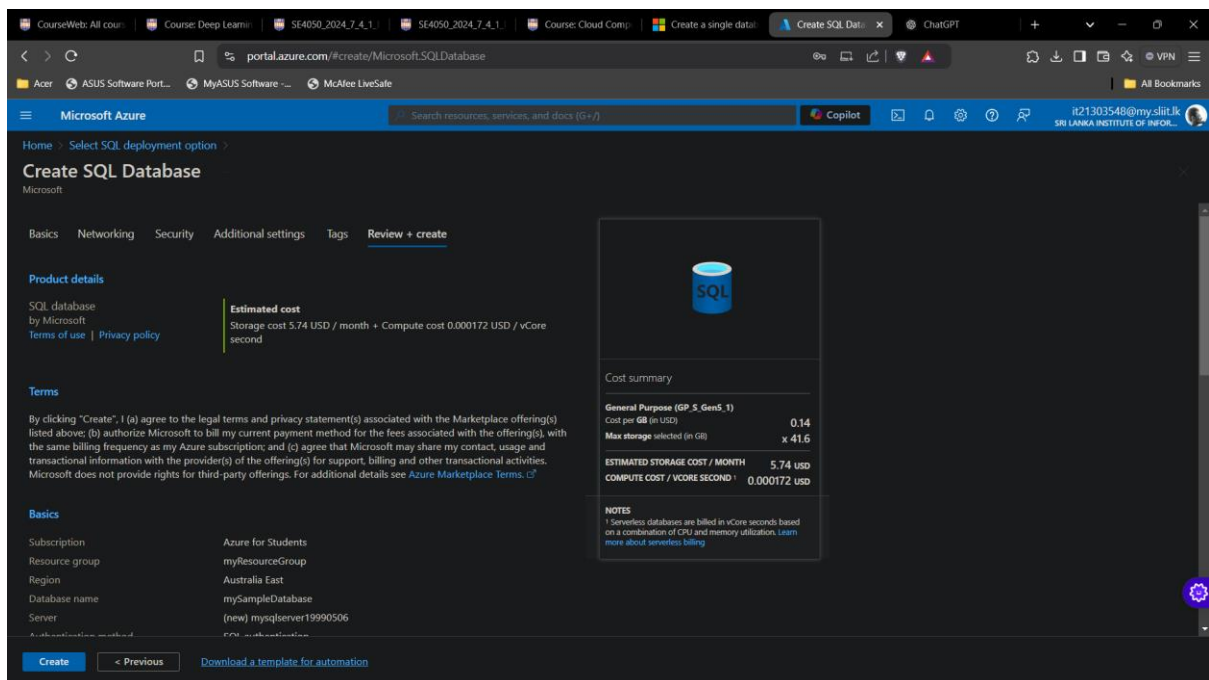 CourseWeb: All cours
Course: Deep Learnin
SE4050_2024_7_4_1_
SE4050_2024_7_4_1_
Course: Cloud Comp
Create a single datab
Create SQL Data
ChatGPT
portal.azure.com/#create/Microsoft.SQLDatabase
VPN
Acer
ASUS Software Port...
MyASUS Software -...
McAfee LiveSafe
All Bookmarks
Microsoft Azure
Search resources, services, and docs (G+/)
Copilot
it21303548@my.sliit.lk
SRI LANKA INSTITUTE OF INFOR...
Home > Select SQL deployment option >
Create SQL Database
Microsoft
Basics Networking Security Additional settings Tags Review + create
Product details
SQL database
by Microsoft
Terms of use | Privacy policy
Estimated cost
Storage cost 5.74 USD / month + Compute cost 0.000172 USD / vCore
second
Terms
By clicking "Create", I (a) agree to the legal terms and privacy statement(s) associated with the Marketplace offering(s)
listed above; (b) authorize Microsoft to bill my current payment method for the fees associated with the offering(s), with
the same billing frequency as my Azure subscription; and (c) agree that Microsoft may share my contact, usage and
transactional information with the provider(s) of the offering(s) for support, billing and other transactional activities.
Microsoft does not provide rights for third-party offerings. For additional details see Azure Marketplace Terms.
Basics
Subscription Azure for Students
Resource group myResourceGroup
Region Australia East
Database name mySampleDatabase
Server (new) mysqlserver19990506
Authentication method SQL authentication
SQL
Cost summary
General Purpose (GP_S_Gen5_1)
Cost per GB (in USD) 0.14
Max storage selected (in GB) x 41.6
ESTIMATED STORAGE COST / MONTH 5.74 USD
COMPUTE COST / VCORE SECOND 1 0.000172 USD
NOTES
1 Serverless databases are billed in vCore seconds based
on a combination of CPU and memory utilization. Learn
more about serverless billing
Create
< Previous
Download a template for automation